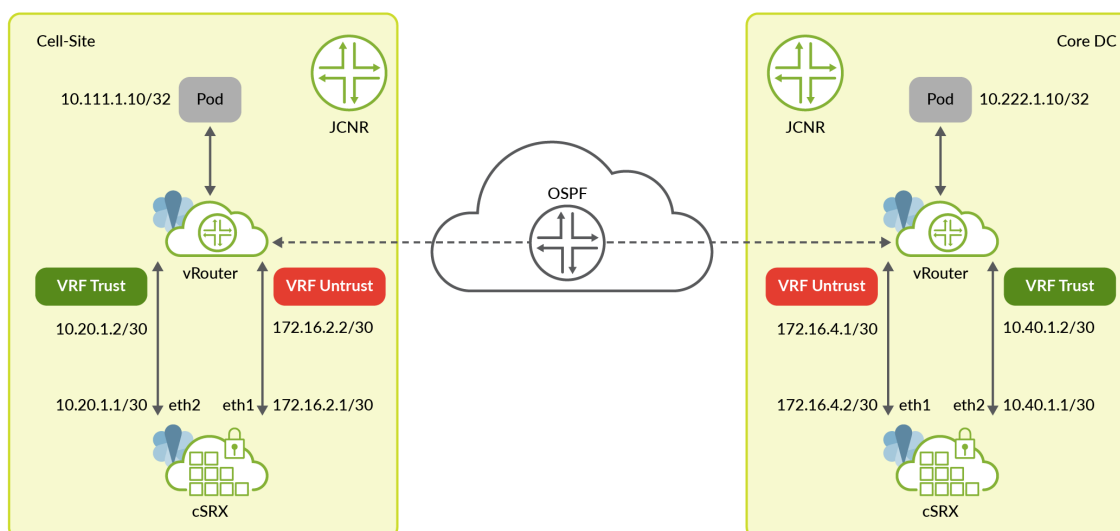 Cell-Site
JCNR
10.111.1.10/32
Pod
vRouter
VRF Trust
VRF Untrust
10.20.1.2/30
172.16.2.2/30
10.20.1.1/30
eth2
eth1
172.16.2.1/30
cSRX
OSPF
Core DC
JCNR
Pod
10.222.1.10/32
vRouter
VRF Untrust
VRF Trust
172.16.4.1/30
10.40.1.2/30
172.16.4.2/30
eth1
eth2
10.40.1.1/30
cSRX